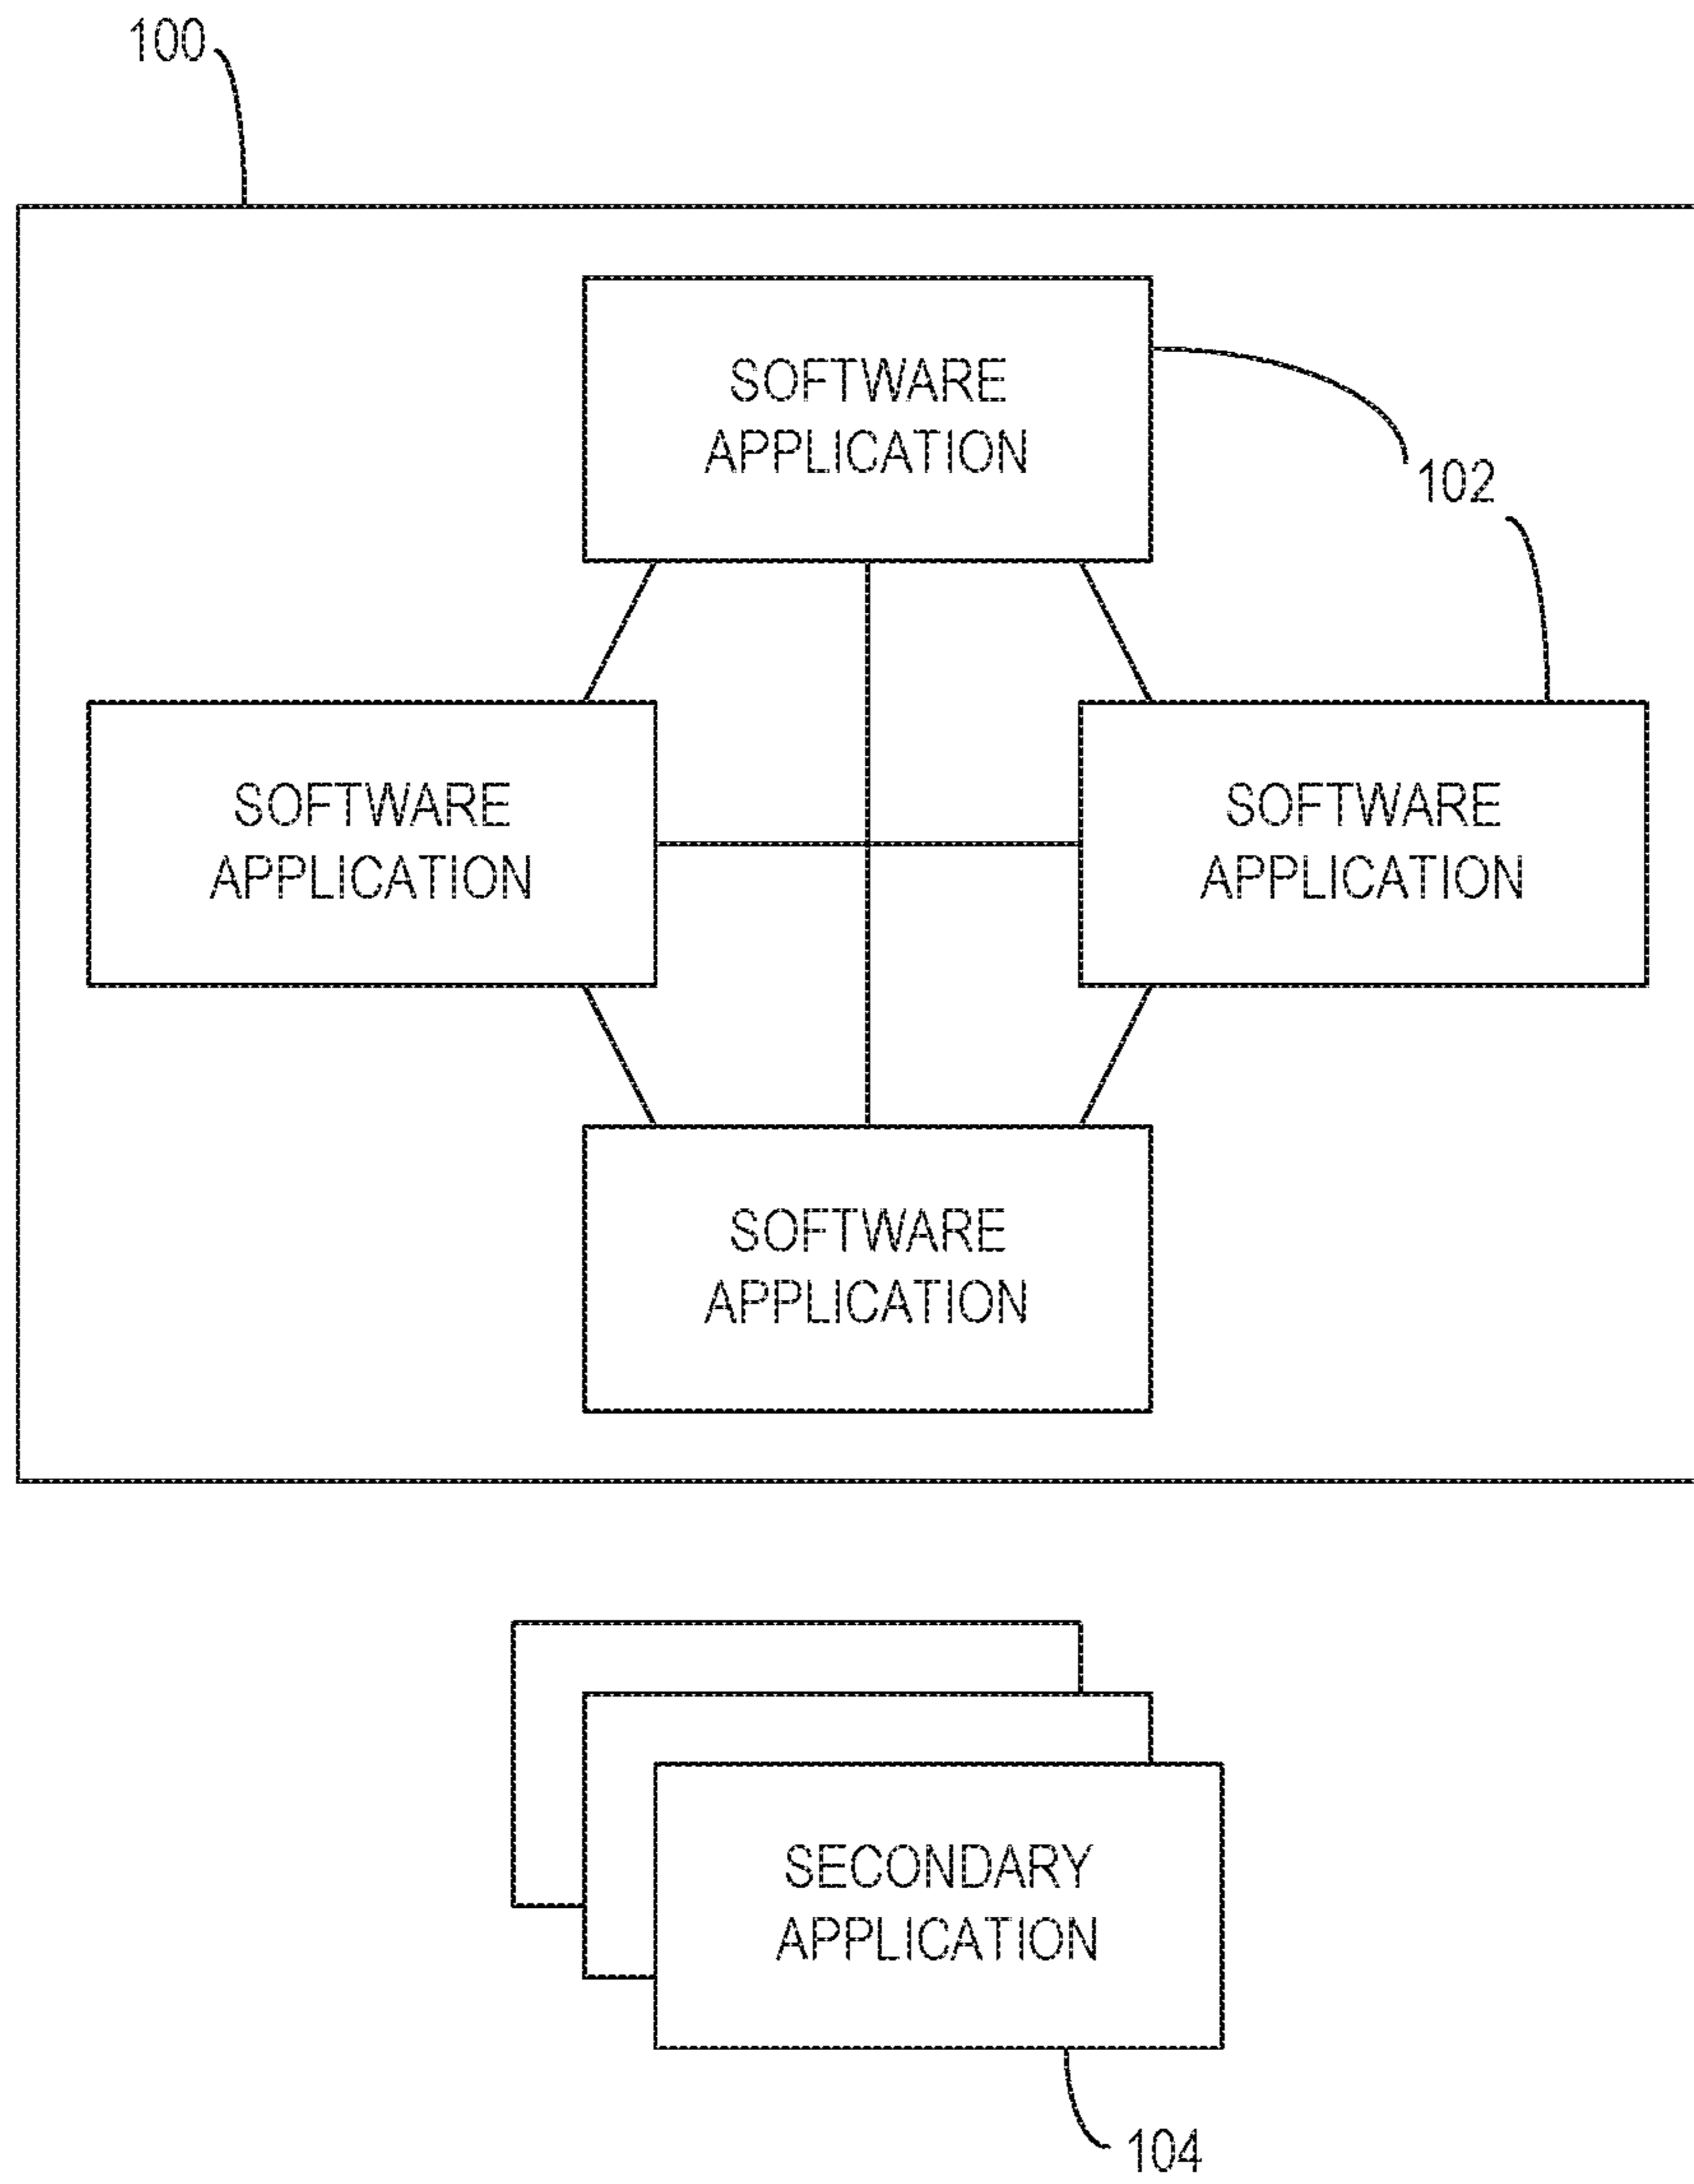 100
SOFTWARE
APPLICATION
102
SOFTWARE
APPLICATION
SOFTWARE
APPLICATION
SOFTWARE
APPLICATION
SECONDARY
APPLICATION
104